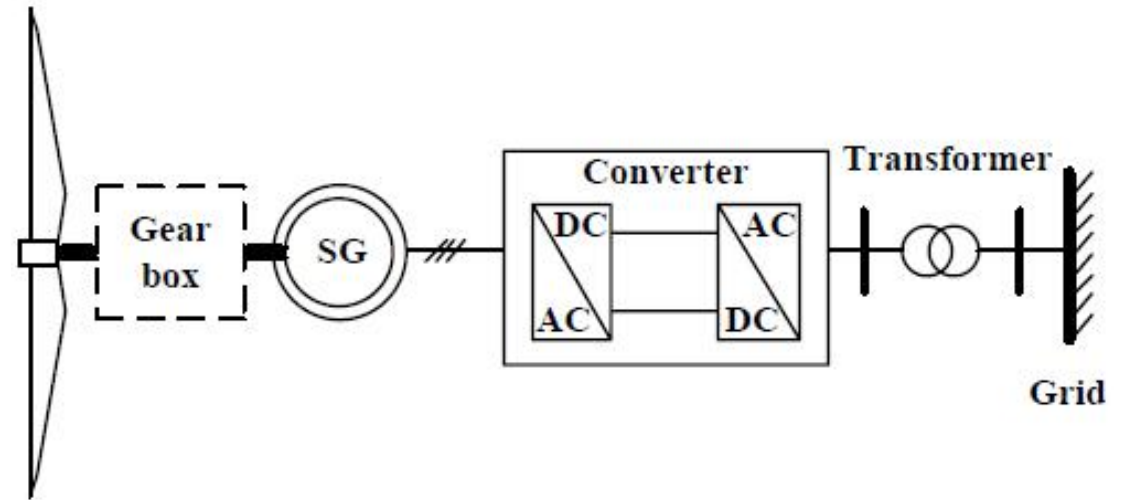 Gear
box
SG
Converter
DC
AC
AC
DC
Transformer
Grid